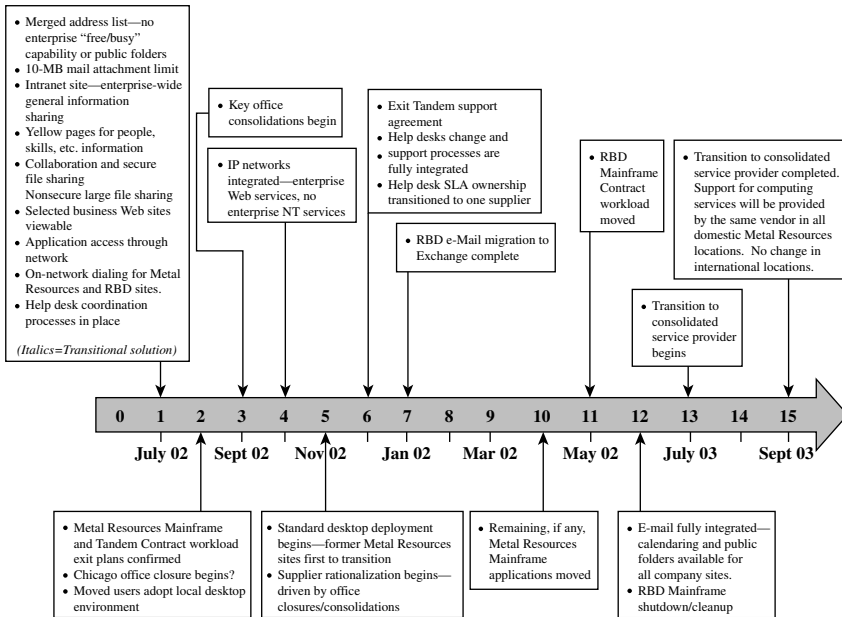 • Merged address list—no
enterprise “free/busy”
capability or public folders
• 10-MB mail attachment limit
• Intranet site—enterprise-wide
general information
sharing
• Yellow pages for people,
skills, etc. information
• Collaboration and secure
file sharing
Nonsecure large file sharing
• Selected business Web sites
viewable
• Application access through
network
• On-network dialing for Metal
Resources and RBD sites.
• Help desk coordination
processes in place
(Italics=Transitional solution)
• Key office
consolidations begin
• IP networks
integrated—enterprise
Web services, no
enterprise NT services
• Exit Tandem support
agreement
• Help desks change and
• support processes are
fully integrated
• Help desk SLA ownership
transitioned to one supplier
• RBD e-Mail migration to
Exchange complete
• RBD
Mainframe
Contract
workload
moved
• Transition to
consolidated
service provider
begins
• Transition to consolidated
service provider completed.
Support for computing
services will be provided
by the same vendor in all
domestic Metal Resources
locations. No change in
international locations.
0 1 2 3 4 5 6 7 8 9 10 11 12 13 14 15
July 02 Sept 02 Nov 02 Jan 02 Mar 02 May 02 July 03 Sept 03
• Metal Resources Mainframe
and Tandem Contract workload
exit plans confirmed
• Chicago office closure begins?
• Moved users adopt local desktop
environment
• Standard desktop deployment
begins—former Metal Resources
sites first to transition
• Supplier rationalization begins—
driven by office
closures/consolidations
• Remaining, if any,
Metal Resources
Mainframe
applications moved
• E-mail fully integrated—
calendaring and public
folders available for
all company sites.
• RBD Mainframe
shutdown/cleanup